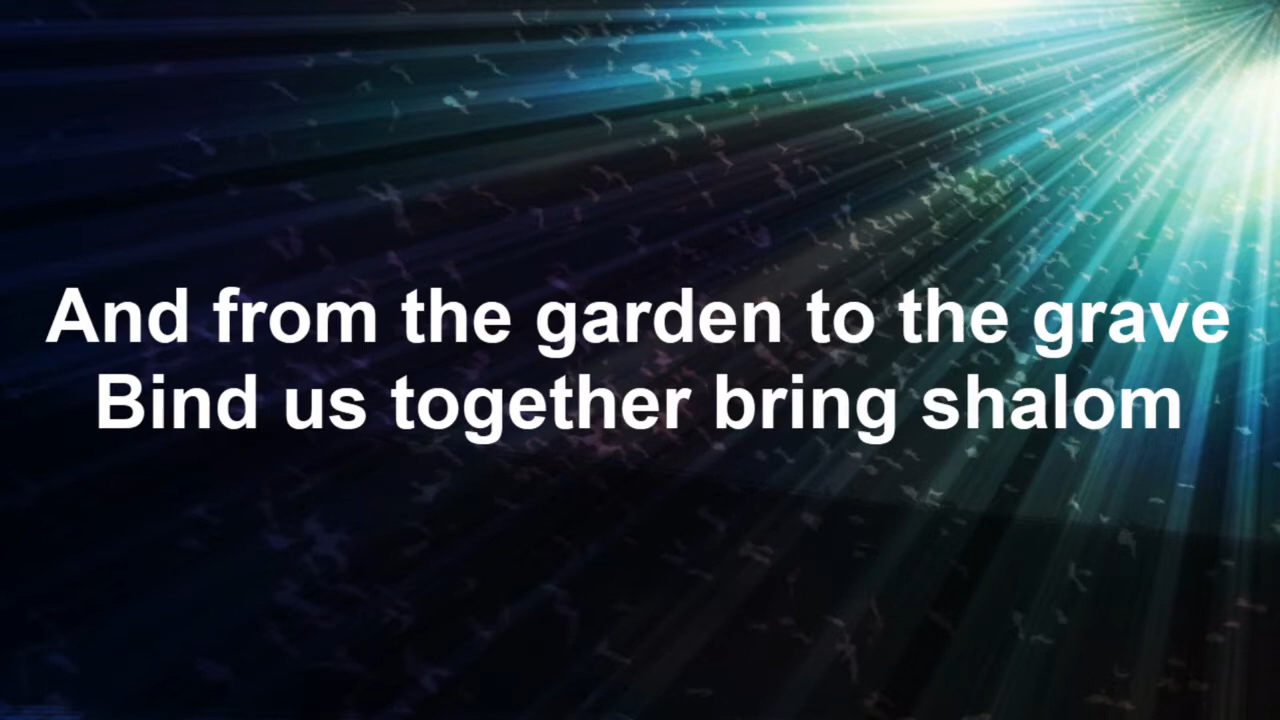 And from the garden to the grave
Bind us together bring shalom